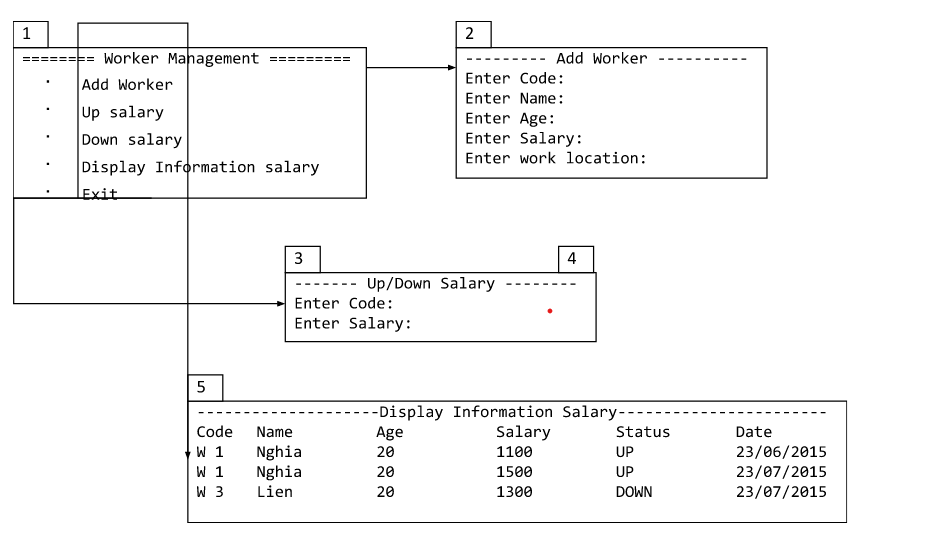 1
======== Worker Management =========
· Add Worker
· Up salary
· Down salary
· Display Information salary
· Exit
2
--------- Add Worker ----------
Enter Code:
Enter Name:
Enter Age:
Enter Salary:
Enter work location:
3
4
------- Up/Down Salary --------
Enter Code:
Enter Salary:
5
--------------------Display Information Salary-----------------------
Code Name Age Salary Status Date
W 1 Nghia 20 1100 UP 23/06/2015
W 1 Nghia 20 1500 UP 23/07/2015
W 3 Lien 20 1300 DOWN 23/07/2015